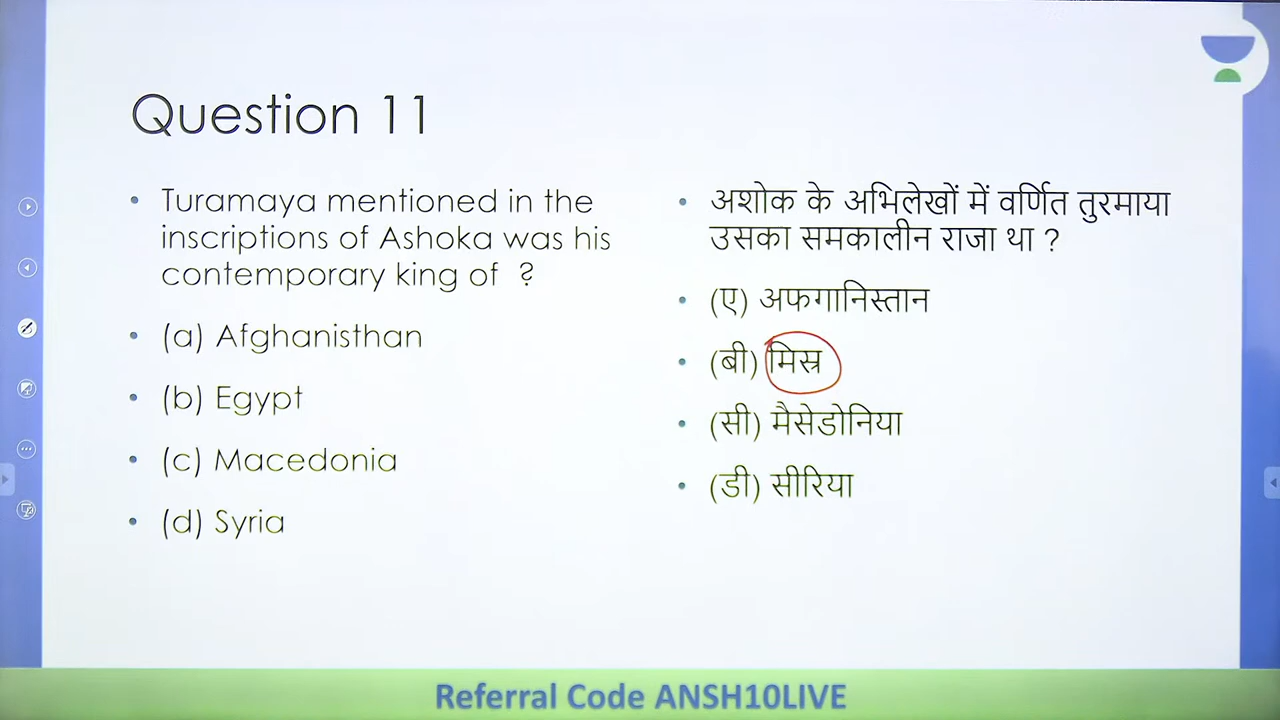 Question 11
• Turamaya mentioned in the
inscriptions of Ashoka was his
contemporary king of ?
• (a) Afghanisthan
• (b) Egypt
• (c) Macedonia
• (d) Syria
• अशोक के अभिलेखों में वर्णित तुरमाया
उसका समकालीन राजा था ?
• (ए) अफगानिस्तान
• (बी) मिस्र
• (सी) मैसेडोनिया
• (डी) सीरिया
Referral Code ANSH10LIVE